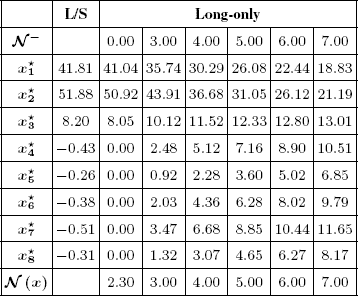 L/S Long-only
𝒩⁻ 0.00 3.00 4.00 5.00 6.00 7.00
x₁⋆ 41.81 41.04 35.74 30.29 26.08 22.44 18.83
x₂⋆ 51.88 50.92 43.91 36.68 31.05 26.12 21.19
x₃⋆ 8.20 8.05 10.12 11.52 12.33 12.80 13.01
x₄⋆ −0.43 0.00 2.48 5.12 7.16 8.90 10.51
x₅⋆ −0.26 0.00 0.92 2.28 3.60 5.02 6.85
x₆⋆ −0.38 0.00 2.03 4.36 6.28 8.02 9.79
x₇⋆ −0.51 0.00 3.47 6.68 8.85 10.44 11.65
x₈⋆ −0.31 0.00 1.32 3.07 4.65 6.27 8.17
𝒩(x) 2.30 3.00 4.00 5.00 6.00 7.00